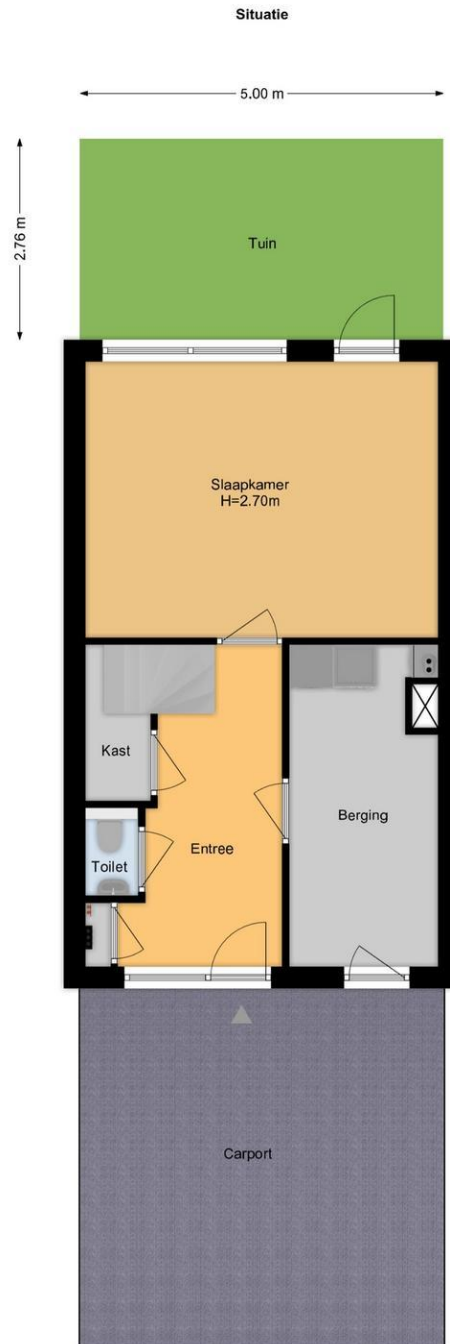 Situatie
5.00 m
2.76 m
Tuin
Slaapkamer
H=2.70m
Kast
Berging
Entree
Toilet
Carport